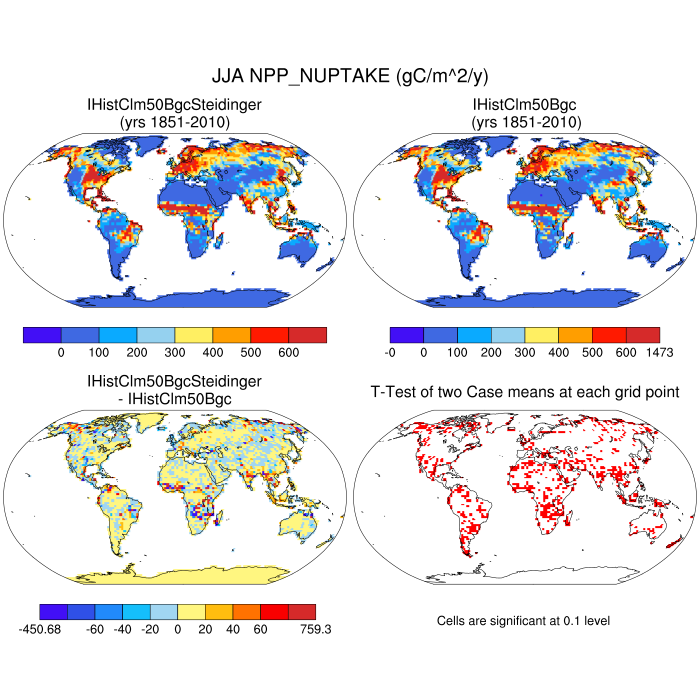 JJA NPP_NUPTAKE (gC/m^2/y)
IHistClm50BgcSteidinger
(yrs 1851-2010)
IHistClm50Bgc
(yrs 1851-2010)
0 100 200 300 400 500 600
-0 0 100 200 300 400 500 600 1473
IHistClm50BgcSteidinger
- IHistClm50Bgc
T-Test of two Case means at each grid point
-450.68 -60 -40 -20 0 20 40 60 759.3
Cells are significant at 0.1 level